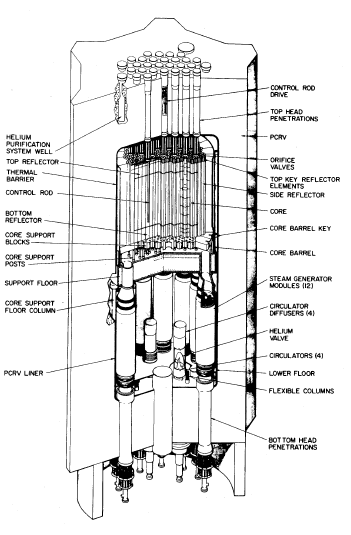 CONTROL ROD
DRIVE
TOP HEAD
PENETRATIONS
PCRV
ORIFICE
VALVES
TOP KEY REFLECTOR
ELEMENTS
SIDE REFLECTOR
CORE
CORE BARREL KEY
CORE BARREL
STEAM GENERATOR
MODULES (12)
CIRCULATOR
DIFFUSERS (4)
HELIUM
VALVE
CIRCULATORS (4)
LOWER FLOOR
FLEXIBLE COLUMNS
BOTTOM HEAD
PENETRATIONS
HELIUM
PURIFICATION
SYSTEM WELL
TOP REFLECTOR
THERMAL
BARRIER
CONTROL ROD
BOTTOM
REFLECTOR
CORE SUPPORT
BLOCKS
CORE SUPPORT
POSTS
SUPPORT FLOOR
CORE SUPPORT
FLOOR COLUMN
PCRV LINER